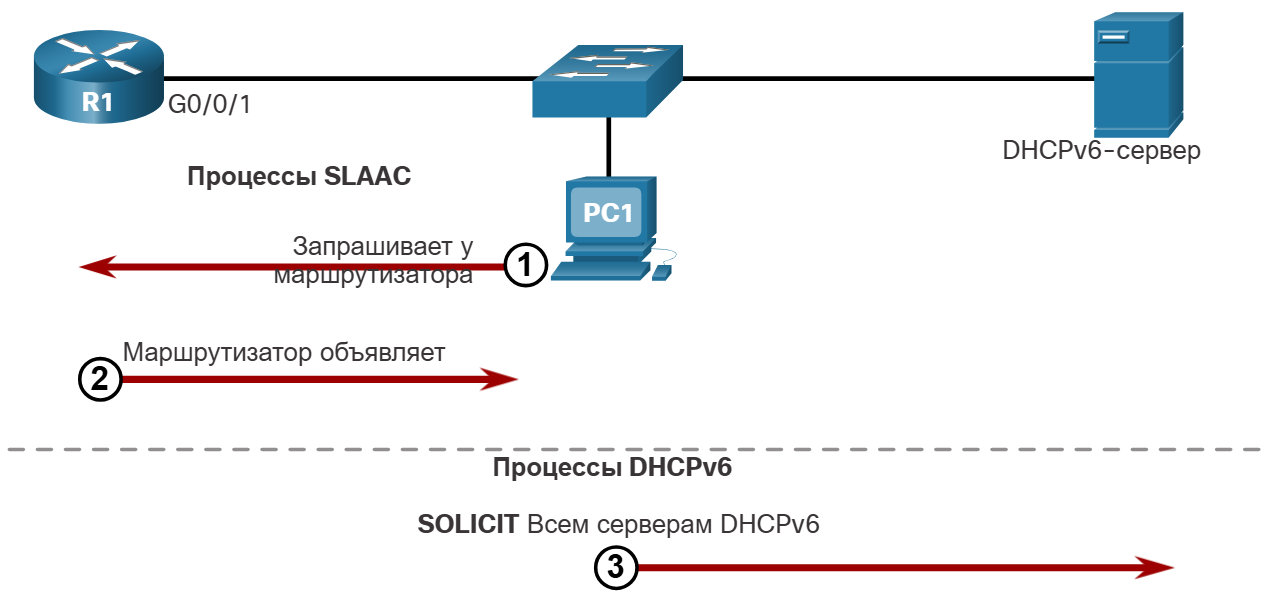 R1
G0/0/1
DHCPv6-сервер
Процессы SLAAC
PC1
Запрашивает у
маршрутизатора
1
Маршрутизатор объявляет
2
Процессы DHCPv6
SOLICIT Всем серверам DHCPv6
3